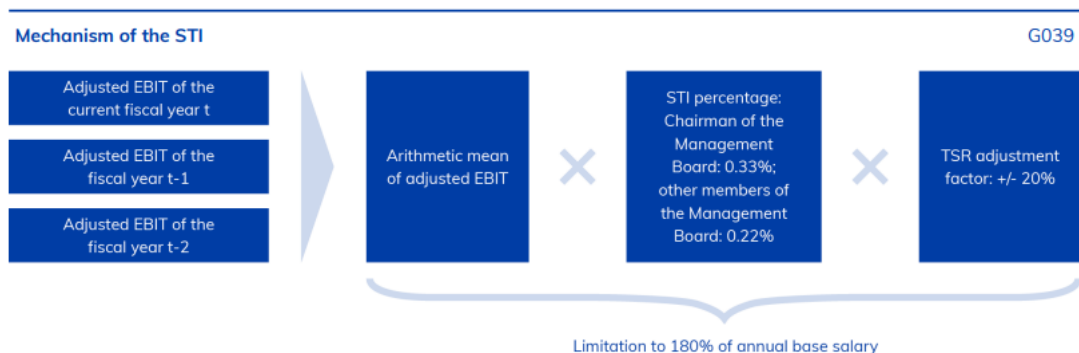 Mechanism of the STI
G039
Adjusted EBIT of the
current fiscal year t
Adjusted EBIT of the
fiscal year t-1
Adjusted EBIT of the
fiscal year t-2
Arithmetic mean
of adjusted EBIT
STI percentage:
Chairman of the
Management
Board: 0.33%;
other members of
the Management
Board: 0.22%
TSR adjustment
factor: +/- 20%
Limitation to 180% of annual base salary